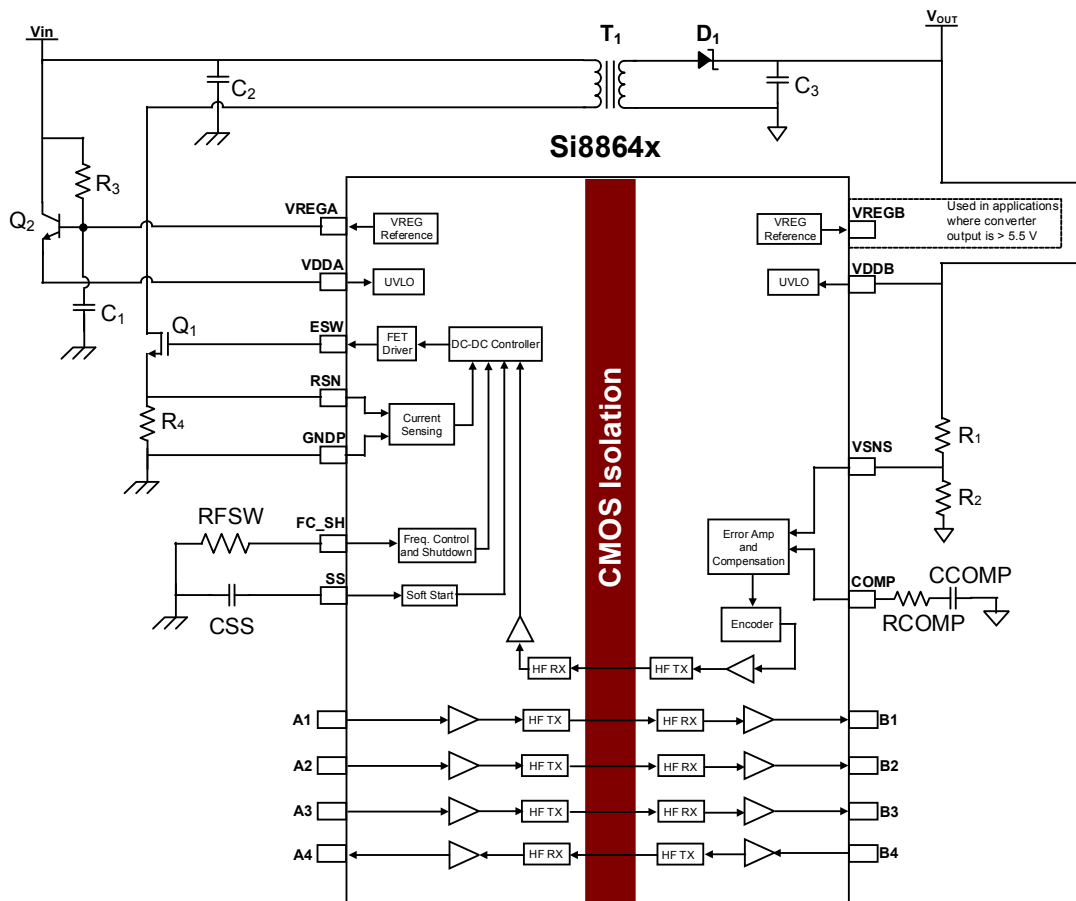 Vin
VOUT
T1
D1
C2
C3
Si8864x
R3
Q2
VREGA
VREG
Reference
VREG
Reference
VREGB
Used in applications
where converter
output is > 5.5 V
VDDA
UVLO
UVLO
VDDB
C1
Q1
ESW
FET
Driver
DC-DC Controller
RSN
Current
Sensing
R4
GNDP
CMOS Isolation
R1
VSNS
R2
RFSW
FC_SH
Freq. Control
and Shutdown
Error Amp
and
Compensation
SS
Soft Start
CSS
COMP
CCOMP
RCOMP
Encoder
HF RX
HF TX
A1
HF TX
HF RX
B1
A2
HF TX
HF RX
B2
A3
HF TX
HF RX
B3
A4
HF RX
HF TX
B4